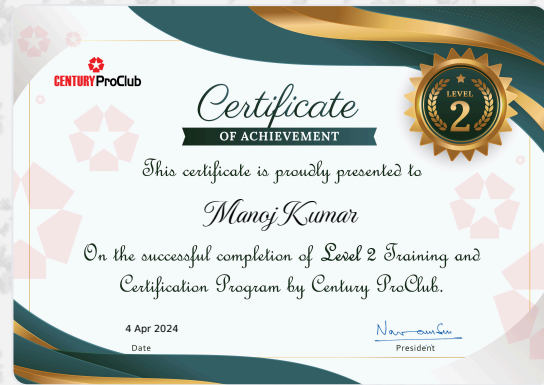 CENTURY ProClub
LEVEL
2
Certificate
OF ACHIEVEMENT
This certificate is proudly presented to
Manoj Kumar
On the successful completion of Level 2 Training and
Certification Program by Century ProClub.
4 Apr 2024
Date
President